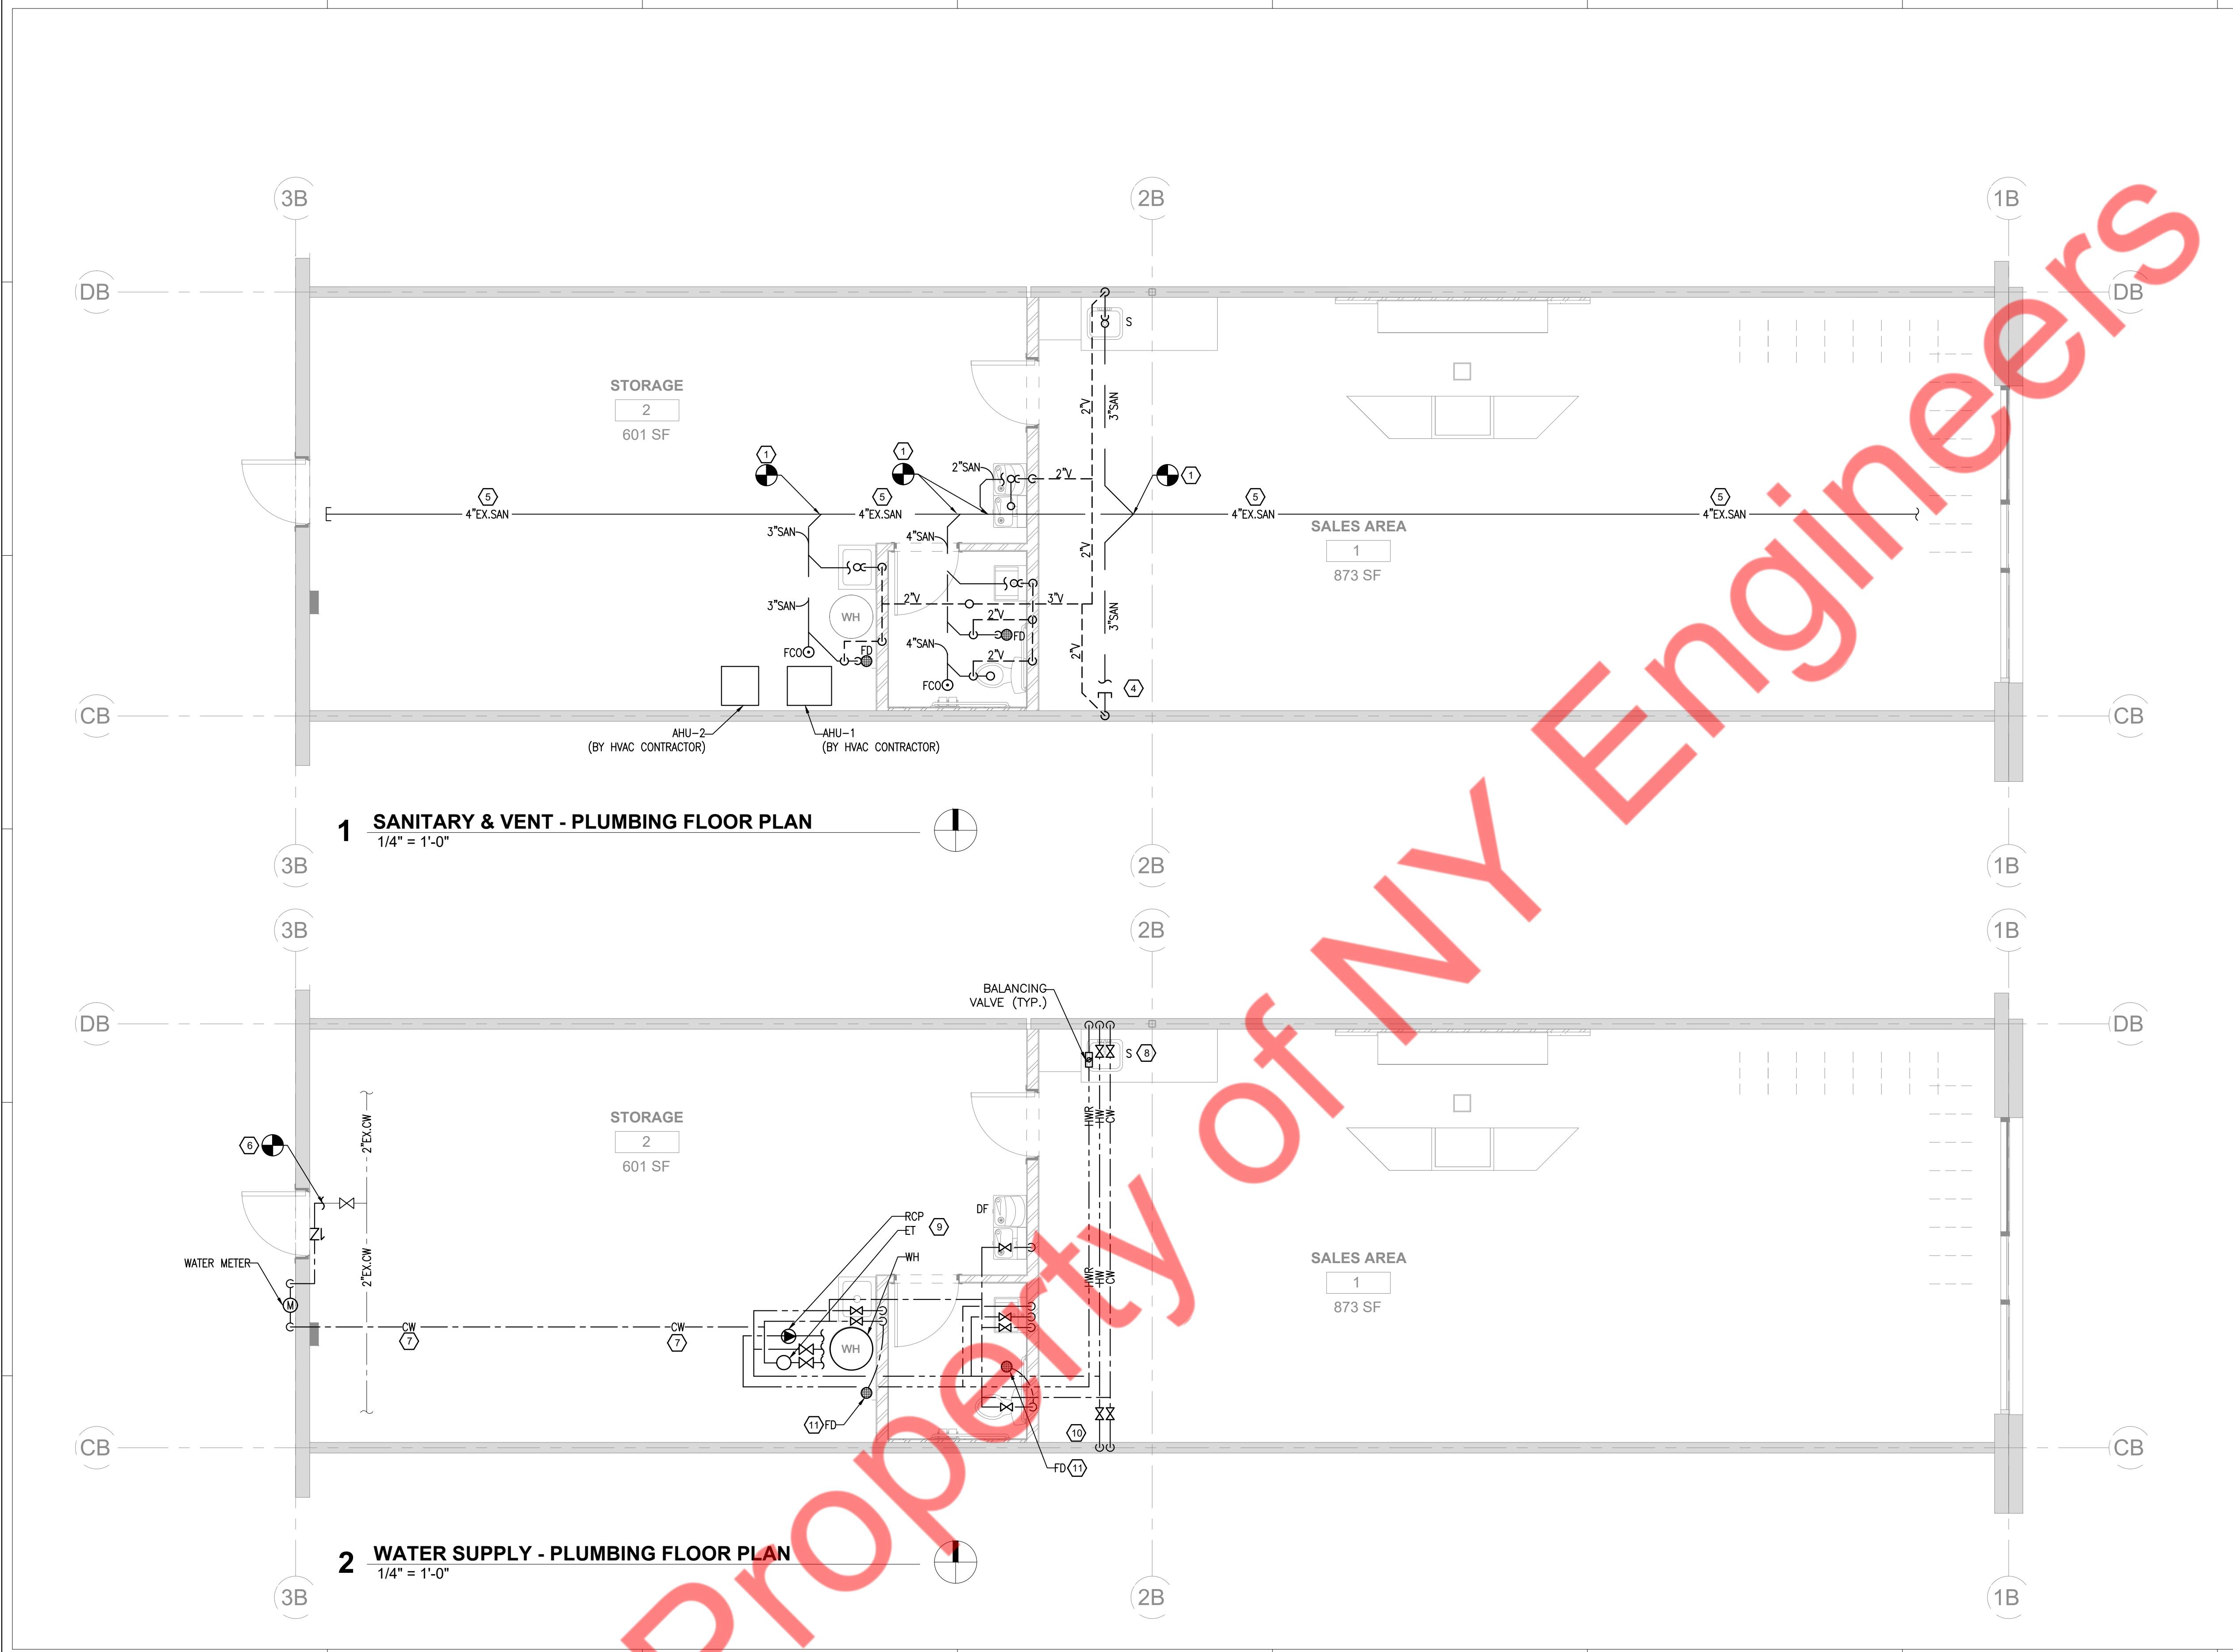 3B
2B
1B
DB
DB
S
STORAGE
2
601 SF
2"V
3"SAN
1
1
2"SAN
2"V
1
5
4"EX.SAN
5
4"EX.SAN
5
4"EX.SAN
5
4"EX.SAN
SALES AREA
1
873 SF
3"SAN
4"SAN
2"V
3"SAN
2"V
3"V
WH
2"V
3"SAN
FD
4"SAN
2"V
2"V
FCO
FD
FCO
4
CB
CB
AHU-2
(BY HVAC CONTRACTOR)
AHU-1
(BY HVAC CONTRACTOR)
1
SANITARY & VENT - PLUMBING FLOOR PLAN
1/4" = 1'-0"
3B
2B
1B
3B
2B
1B
BALANCING
VALVE (TYP.)
DB
DB
S
8
STORAGE
2
601 SF
HWR
HW
CW
6
2"EX.CW
RCP
ET
9
DF
WH
WATER METER
2"EX.CW
HWR
HW
CW
SALES AREA
1
873 SF
M
CW
7
CW
7
WH
11
FD
10
CB
CB
FD
11
2
WATER SUPPLY - PLUMBING FLOOR PLAN
1/4" = 1'-0"
3B
2B
1B
Property of NY Engineers